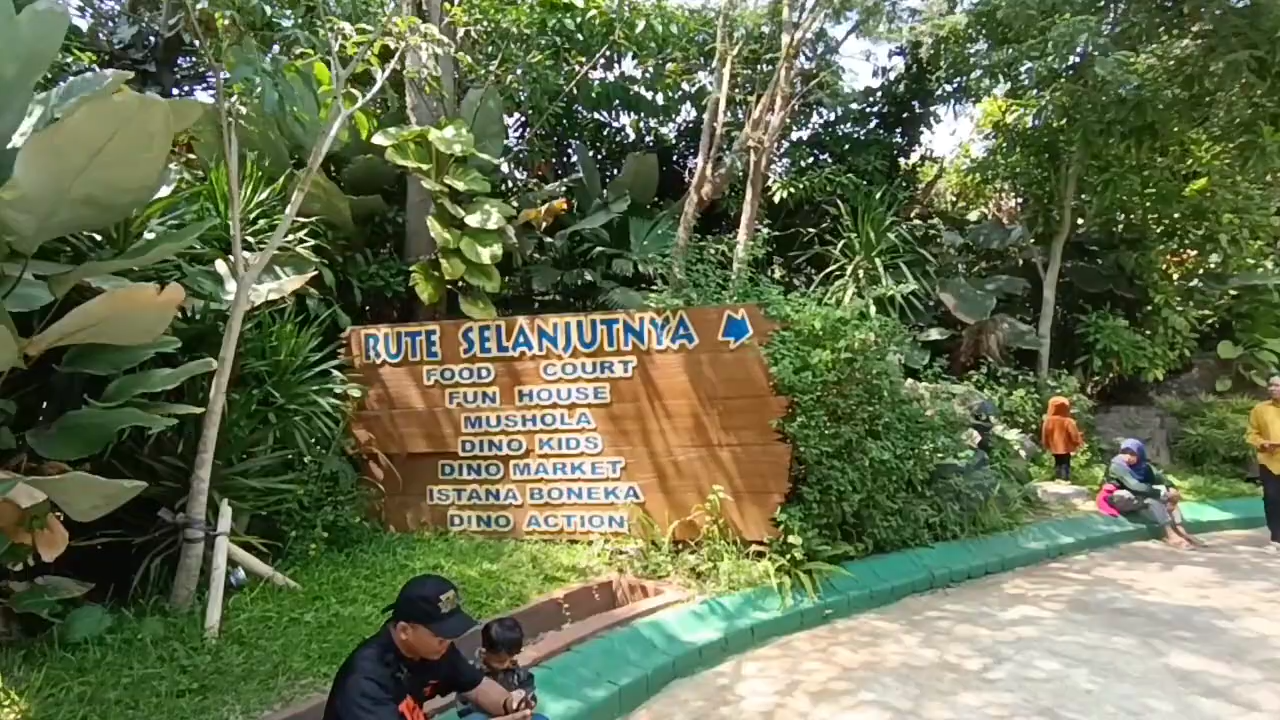 RUTE SELANJUTNYA
FOOD COURT
FUN HOUSE
MUSHOLA
DINO KIDS
DINO MARKET
ISTANA BONEKA
DINO ACTION